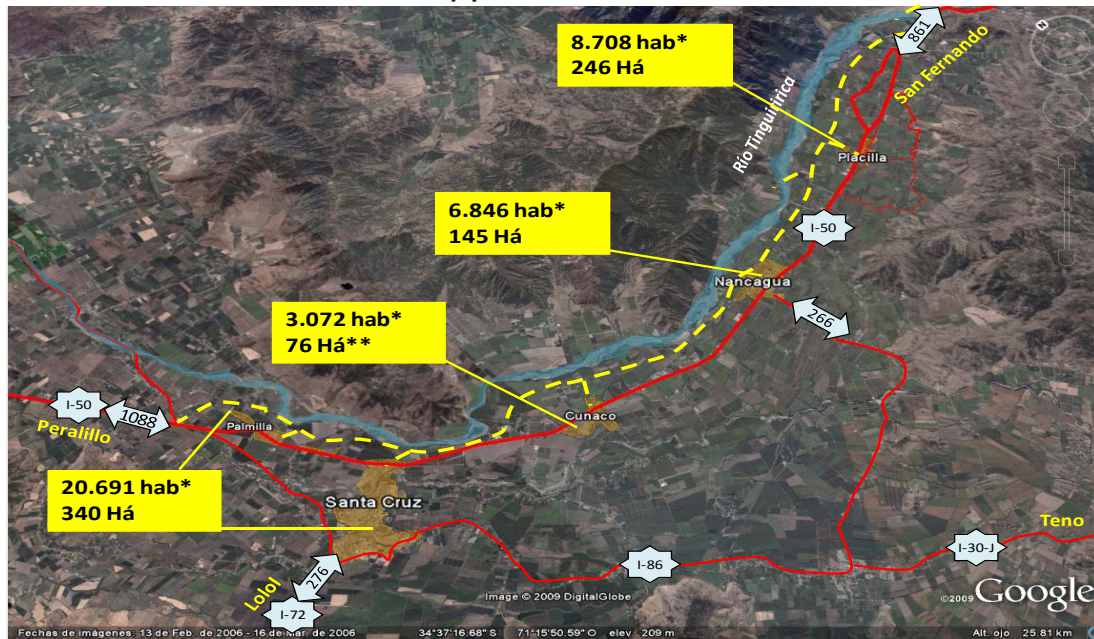 8.708 hab*
246 Há
861
San Fernando
Río Tinguiririca
Placilla
6.846 hab*
145 Há
I-50
Nancagua
266
3.072 hab*
76 Há**
I-50
1088
Peralillo
Palmilla
Cunaco
20.691 hab*
340 Há
Santa Cruz
Teno
I-30-J
I-86
276
Lolol
I-72
Image © 2009 DigitalGlobe
©2009 Google
Fechas de imágenes: 13 de Feb. de 2006 - 16 de Mar. de 2006
34°37'16.68" S
71°15'50.59" O
elev. 209 m
Alt. ojo 25.81 km